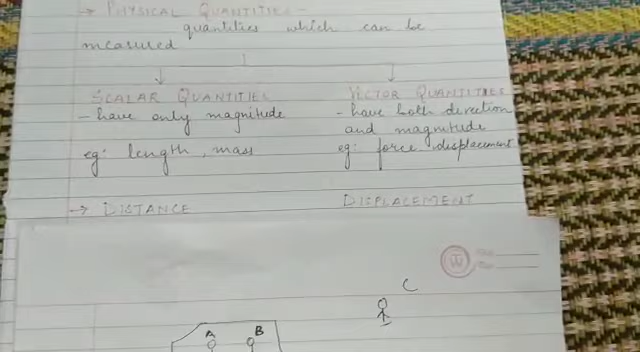 → PHYSICAL QUANTITIES -
quantities which can be
measured
SCALAR QUANTITIES
- have only magnitude
eg: length, mass
VECTOR QUANTITIES
- have both direction
and magnitude
eg: force, displacement
→ DISTANCE
DISPLACEMENT
C
A
B